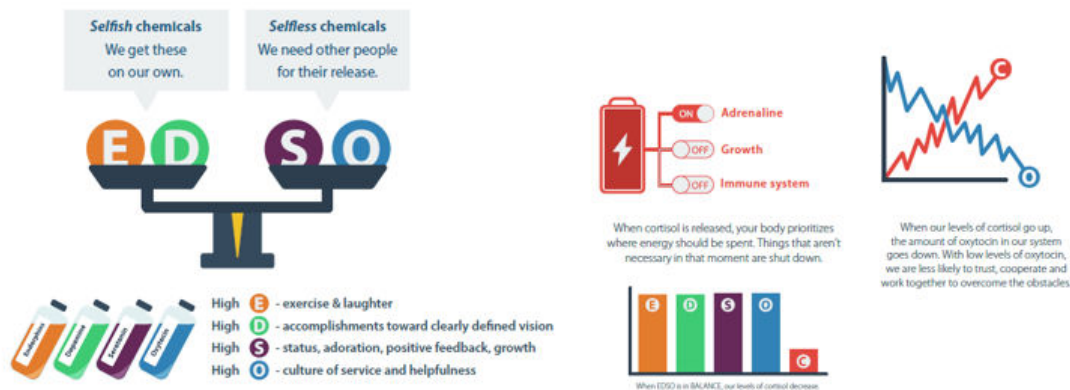 Selfish chemicals
We get these
on our own.
Selfless chemicals
We need other people
for their release.
E D S O
Endorphins
Dopamine
Serotonin
Oxytocin
High E - exercise & laughter
High D - accomplishments toward clearly defined vision
High S - status, adoration, positive feedback, growth
High O - culture of service and helpfulness
ON Adrenaline
OFF Growth
OFF Immune system
When cortisol is released, your body prioritizes
where energy should be spent. Things that aren't
necessary in that moment are shut down.
E D S O C
When EDSO is in BALANCE, our levels of cortisol decrease.
C
O
When our levels of cortisol go up,
the amount of oxytocin in our system
goes down. With low levels of oxytocin,
we are less likely to trust, cooperate and
work together to overcome the obstacles